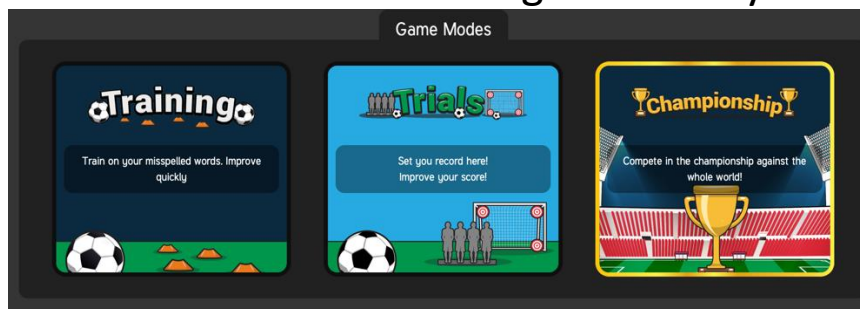 Game Modes
Training
Train on your misspelled words. Improve
quickly
Trials
Set you record here!
Improve your score!
Championship
Compete in the championship against the
whole world!